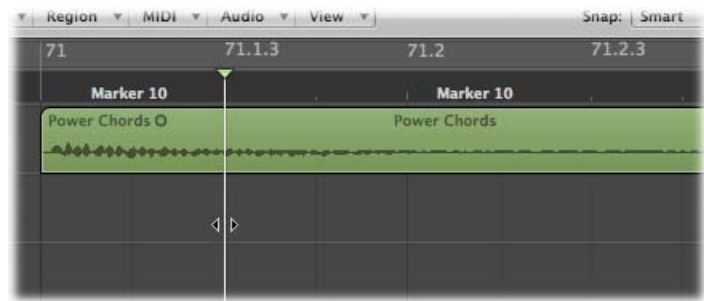 Region MIDI Audio View Snap: Smart
71 71.1.3 71.2 71.2.3
Marker 10 Marker 10
Power Chords O Power Chords